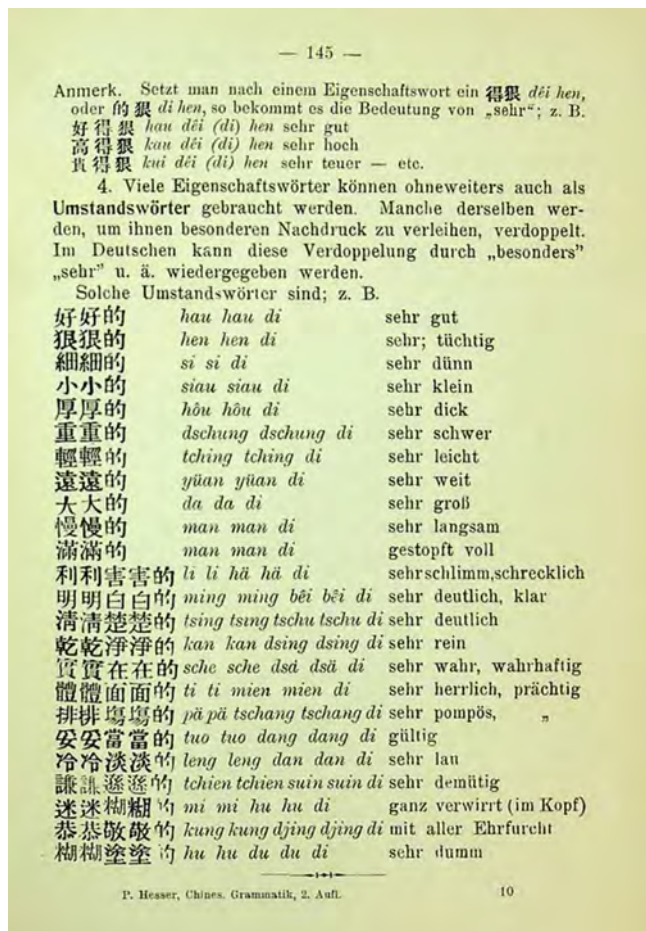 — 145 —
Anmerk. Setzt man nach einem Eigenschaftswort ein 得狠 dêi hen,
oder 的狠 di hen, so bekommt es die Bedeutung von „sehr“; z. B.
好得狠 hau dêi (di) hen sehr gut
高得狠 kau dêi (di) hen sehr hoch
貴得狠 kui dêi (di) hen sehr teuer — etc.
4. Viele Eigenschaftswörter können ohneweiters auch als
Umstandswörter gebraucht werden. Manche derselben wer-
den, um ihnen besonderen Nachdruck zu verleihen, verdoppelt.
Im Deutschen kann diese Verdoppelung durch „besonders”
„sehr” u. ä. wiedergegeben werden.
Solche Umstandswörter sind; z. B.
好好的 hau hau di sehr gut
狠狠的 hen hen di sehr; tüchtig
細細的 si si di sehr dünn
小小的 siau siau di sehr klein
厚厚的 hôu hôu di sehr dick
重重的 dschung dschung di sehr schwer
輕輕的 tching tching di sehr leicht
遠遠的 yüan yüan di sehr weit
大大的 da da di sehr groß
慢慢的 man man di sehr langsam
滿滿的 man man di gestopft voll
利利害害的 li li hä hä di sehr schlimm, schrecklich
明明白白的 ming ming bêi bêi di sehr deutlich, klar
淸淸楚楚的 tsing tsing tschu tschu di sehr deutlich
乾乾淨淨的 kan kan dsing dsing di sehr rein
實實在在的 sche sche dsä dsä di sehr wahr, wahrhaftig
體體面面的 ti ti mien mien di sehr herrlich, prächtig
排排塲塲的 pä pä tschang tschang di sehr pompös, „
妥妥當當的 tuo tuo dang dang di gültig
冷冷淡淡的 leng leng dan dan di sehr lau
謙謙遜遜的 tchien tchien suin suin di sehr demütig
迷迷糊糊的 mi mi hu hu di ganz verwirrt (im Kopf)
恭恭敬敬的 kung kung djing djing di mit aller Ehrfurcht
糊糊塗塗的 hu hu du du di sehr dumm
P. Hesser, Chines. Grammatik, 2. Aufl. 10